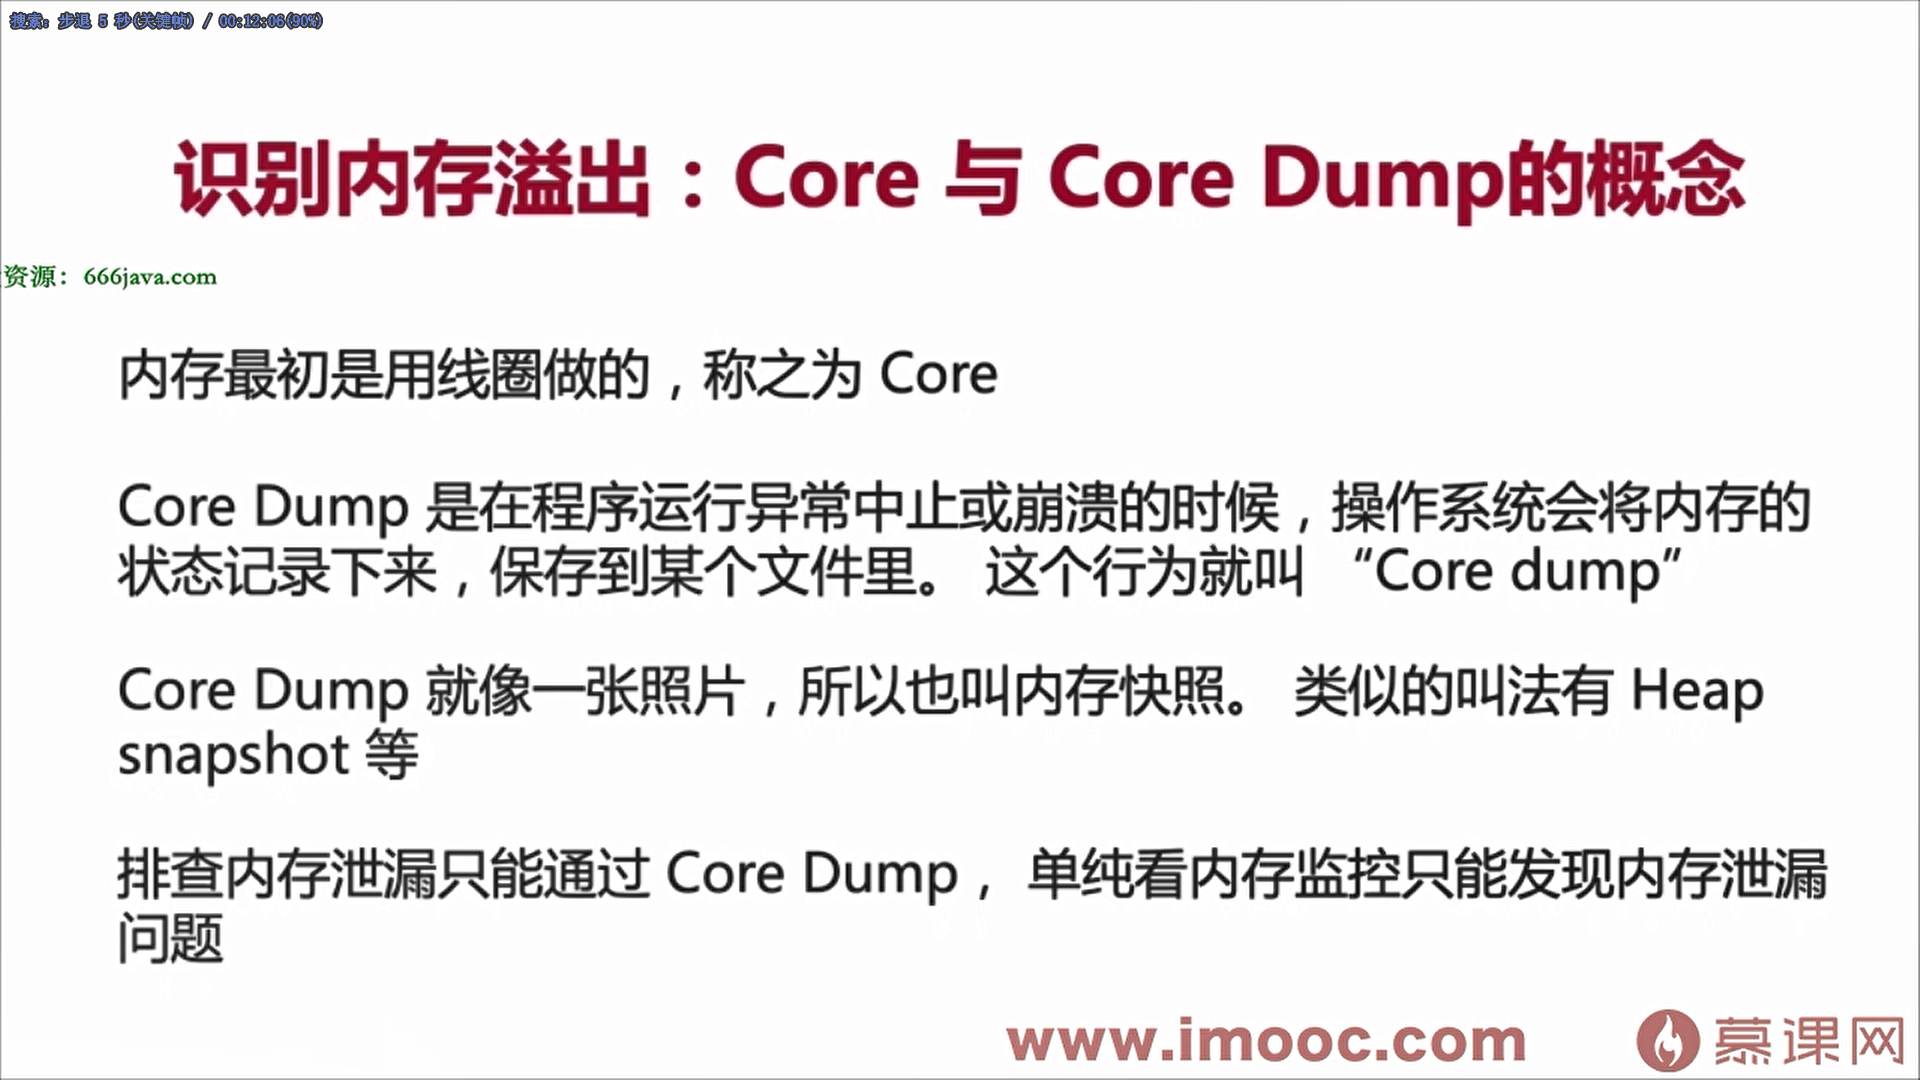 搜索: 步退 5 秒(关键帧) / 00:12:06(90%)
识别内存溢出：Core 与 Core Dump的概念
资源：666java.com
内存最初是用线圈做的，称之为 Core
Core Dump 是在程序运行异常中止或崩溃的时候，操作系统会将内存的
状态记录下来，保存到某个文件里。 这个行为就叫 “Core dump”
Core Dump 就像一张照片，所以也叫内存快照。 类似的叫法有 Heap
snapshot 等
排查内存泄漏只能通过 Core Dump， 单纯看内存监控只能发现内存泄漏
问题
www.imooc.com 慕课网